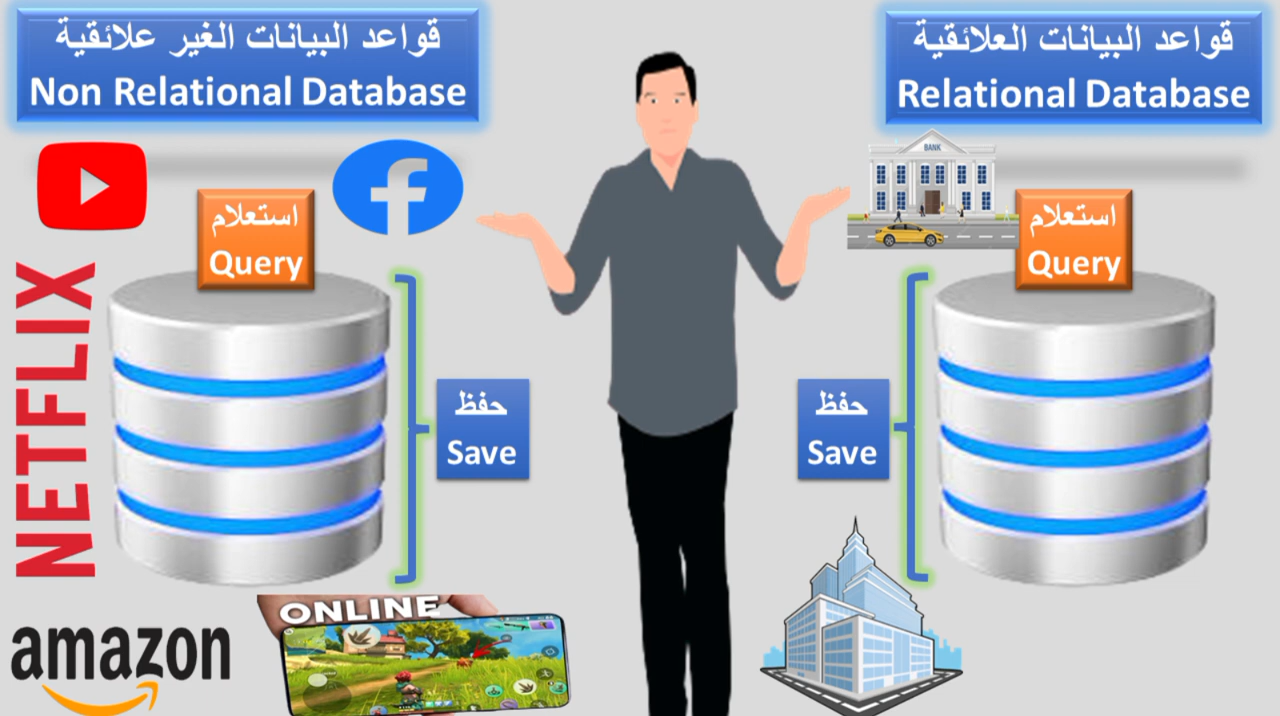 قواعد البيانات الغير علائقية
Non Relational Database
قواعد البيانات العلائقية
Relational Database
BANK
استعلام
Query
استعلام
Query
NETFLIX
حفظ
Save
حفظ
Save
ONLINE
amazon